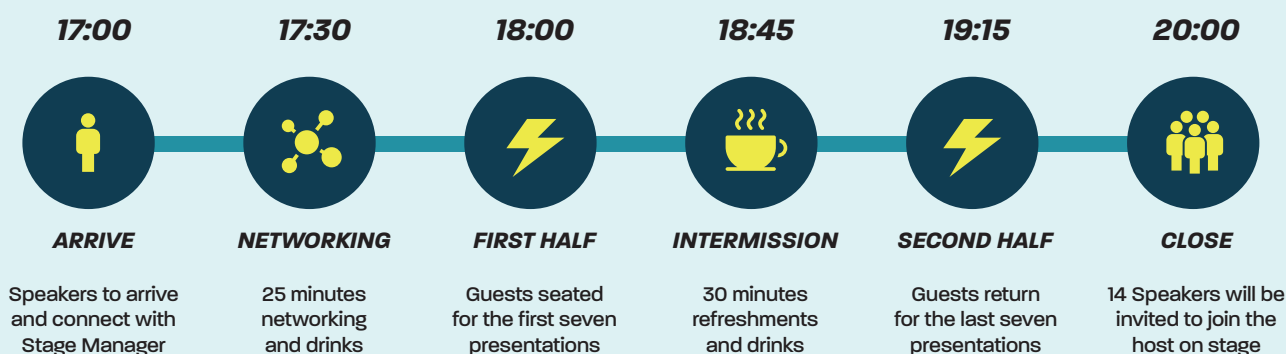 17:00
17:30
18:00
18:45
19:15
20:00
ARRIVE
NETWORKING
FIRST HALF
INTERMISSION
SECOND HALF
CLOSE
Speakers to arrive
and connect with
Stage Manager
25 minutes
networking
and drinks
Guests seated
for the first seven
presentations
30 minutes
refreshments
and drinks
Guests return
for the last seven
presentations
14 Speakers will be
invited to join the
host on stage